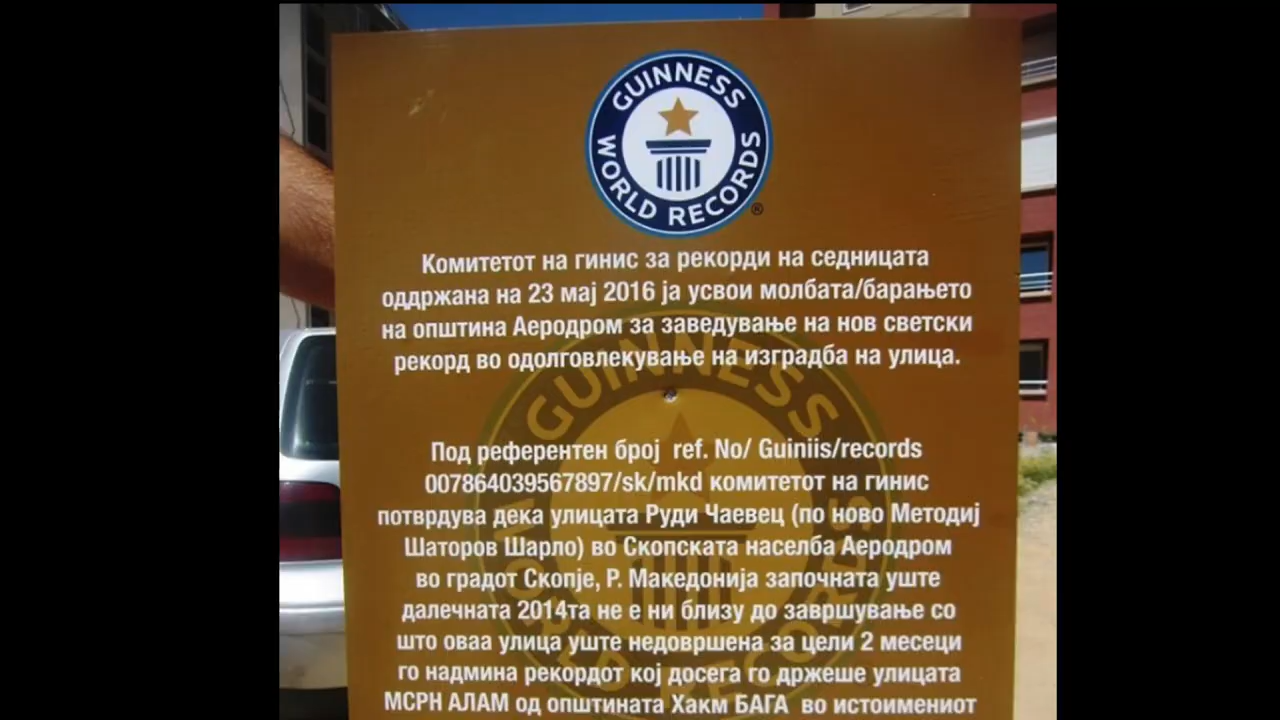 GUINNESS
WORLD RECORDS
®
Комитетот на гинис за рекорди на седницата
оддржана на 23 мај 2016 ја усвои молбата/барањето
на општина Аеродром за заведување на нов светски
рекорд во одолговлекување на изградба на улица.
GUINNESS
WORLD RECORDS
Под референтен број ref. No/ Guiniis/records
007864039567897/sk/mkd комитетот на гинис
потврдува дека улицата Руди Чаевец (по ново Методиј
Шаторов Шарло) во Скопската населба Аеродром
во градот Скопје, Р. Македонија започната уште
далечната 2014та не е ни близу до завршување со
што оваа улица уште недовршена за цели 2 месеци
го надмина рекордот кој досега го држеше улицата
МСРН АЛАМ од општината Хакм БАГА во истоимениот